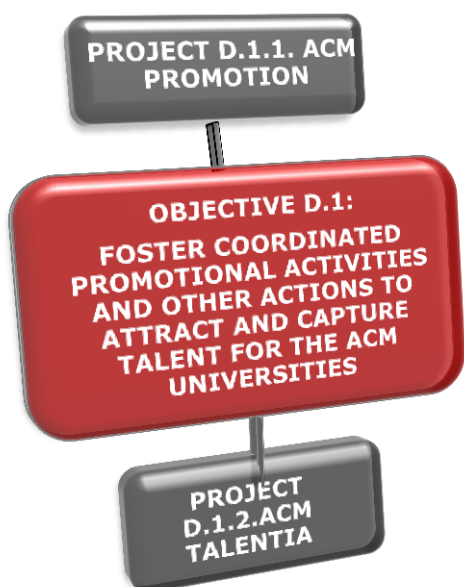 PROJECT D.1.1. ACM
PROMOTION
OBJECTIVE D.1:
FOSTER COORDINATED
PROMOTIONAL ACTIVITIES
AND OTHER ACTIONS TO
ATTRACT AND CAPTURE
TALENT FOR THE ACM
UNIVERSITIES
PROJECT
D.1.2.ACM
TALENTIA